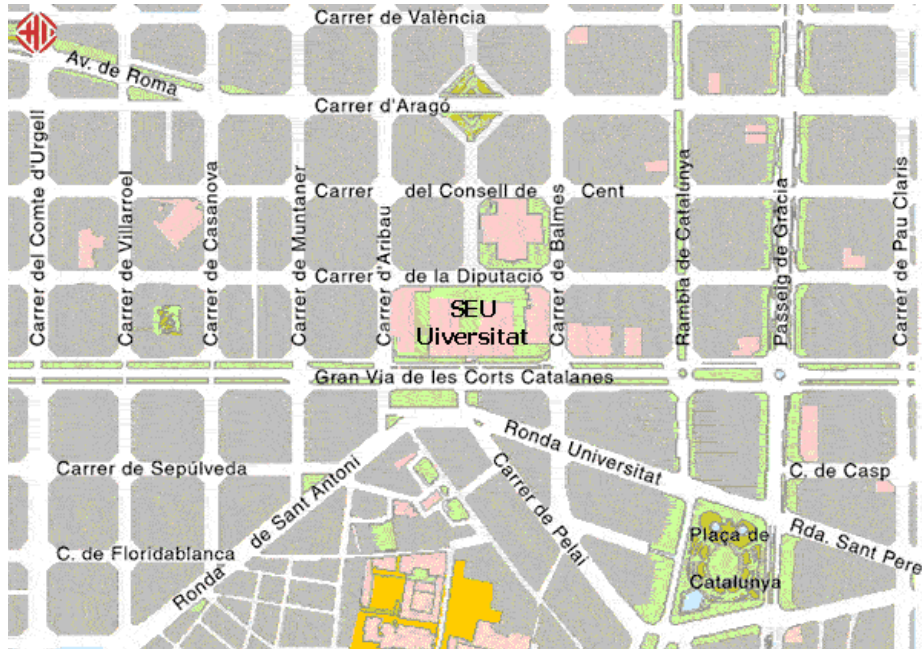 Carrer de València
Av. de Roma
Carrer d'Aragó
Carrer del Consell de Cent
Carrer del Comte d'Urgell
Carrer de Villarroel
Carrer de Casanova
Carrer de Muntaner
Carrer d'Aribau
Carrer de Balmes
Rambla de Catalunya
Passeig de Gràcia
Carrer de Pau Claris
Carrer de la Diputació
SEU
Uiversitat
Gran Via de les Corts Catalanes
Ronda Universitat
Carrer de Sepúlveda
Ronda de Sant Antoni
Carrer de Pelai
C. de Casp
C. de Floridablanca
Plaça de
Catalunya
Rda. Sant Pere